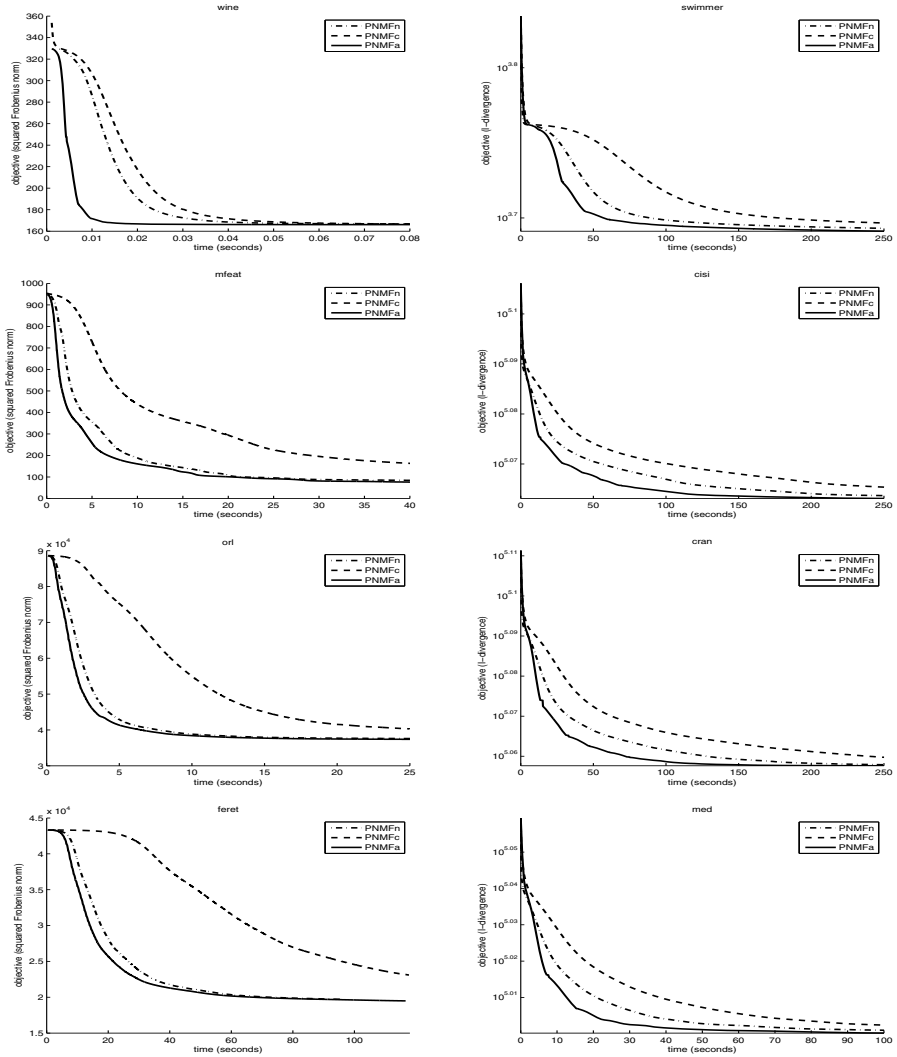 wine
360
340
320
300
280
260
240
220
200
180
160
0
0.01
0.02
0.03
0.04
0.05
0.06
0.07
0.08
time (seconds)
objective (squared Frobenius norm)
PNMFn
PNMFc
PNMFa
swimmer
10^3.8
10^3.7
0
50
100
150
200
250
time (seconds)
objective (I−divergence)
PNMFn
PNMFc
PNMFa
mfeat
1000
900
800
700
600
500
400
300
200
100
0
0
5
10
15
20
25
30
35
40
time (seconds)
objective (squared Frobenius norm)
PNMFn
PNMFc
PNMFa
cisi
10^5.1
10^5.09
10^5.08
10^5.07
0
50
100
150
200
250
time (seconds)
objective (I−divergence)
PNMFn
PNMFc
PNMFa
orl
x 10^4
9
8
7
6
5
4
3
0
5
10
15
20
25
time (seconds)
objective (squared Frobenius norm)
PNMFn
PNMFc
PNMFa
cran
10^5.11
10^5.1
10^5.09
10^5.08
10^5.07
10^5.06
0
50
100
150
200
250
time (seconds)
objective (I−divergence)
PNMFn
PNMFc
PNMFa
feret
x 10^4
4.5
4
3.5
3
2.5
2
1.5
0
20
40
60
80
100
time (seconds)
objective (squared Frobenius norm)
PNMFn
PNMFc
PNMFa
med
10^5.05
10^5.04
10^5.03
10^5.02
10^5.01
0
10
20
30
40
50
60
70
80
90
100
time (seconds)
objective (I−divergence)
PNMFn
PNMFc
PNMFa